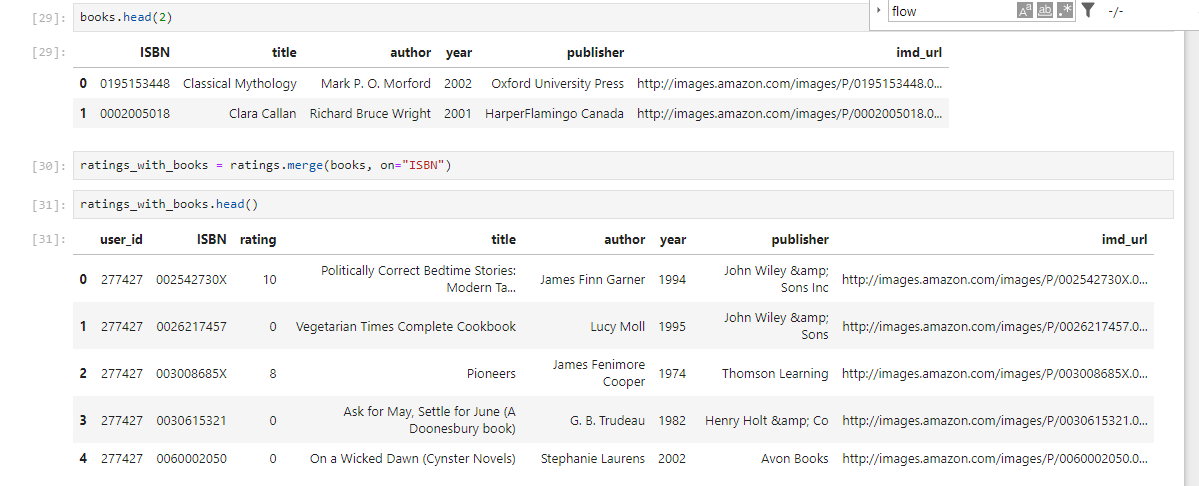 flow
-/-
[29]: books.head(2)
[29]: ISBN title author year publisher imd_url
0 0195153448 Classical Mythology Mark P. O. Morford 2002 Oxford University Press http://images.amazon.com/images/P/0195153448.0...
1 0002005018 Clara Callan Richard Bruce Wright 2001 HarperFlamingo Canada http://images.amazon.com/images/P/0002005018.0...
[30]: ratings_with_books = ratings.merge(books, on="ISBN")
[31]: ratings_with_books.head()
[31]: user_id ISBN rating title author year publisher imd_url
0 277427 002542730X 10 Politically Correct Bedtime Stories: Modern Ta... James Finn Garner 1994 John Wiley &amp; Sons Inc http://images.amazon.com/images/P/002542730X.0...
1 277427 0026217457 0 Vegetarian Times Complete Cookbook Lucy Moll 1995 John Wiley &amp; Sons http://images.amazon.com/images/P/0026217457.0...
2 277427 003008685X 8 Pioneers James Fenimore Cooper 1974 Thomson Learning http://images.amazon.com/images/P/003008685X.0...
3 277427 0030615321 0 Ask for May, Settle for June (A Doonesbury book) G. B. Trudeau 1982 Henry Holt &amp; Co http://images.amazon.com/images/P/0030615321.0...
4 277427 0060002050 0 On a Wicked Dawn (Cynster Novels) Stephanie Laurens 2002 Avon Books http://images.amazon.com/images/P/0060002050.0...